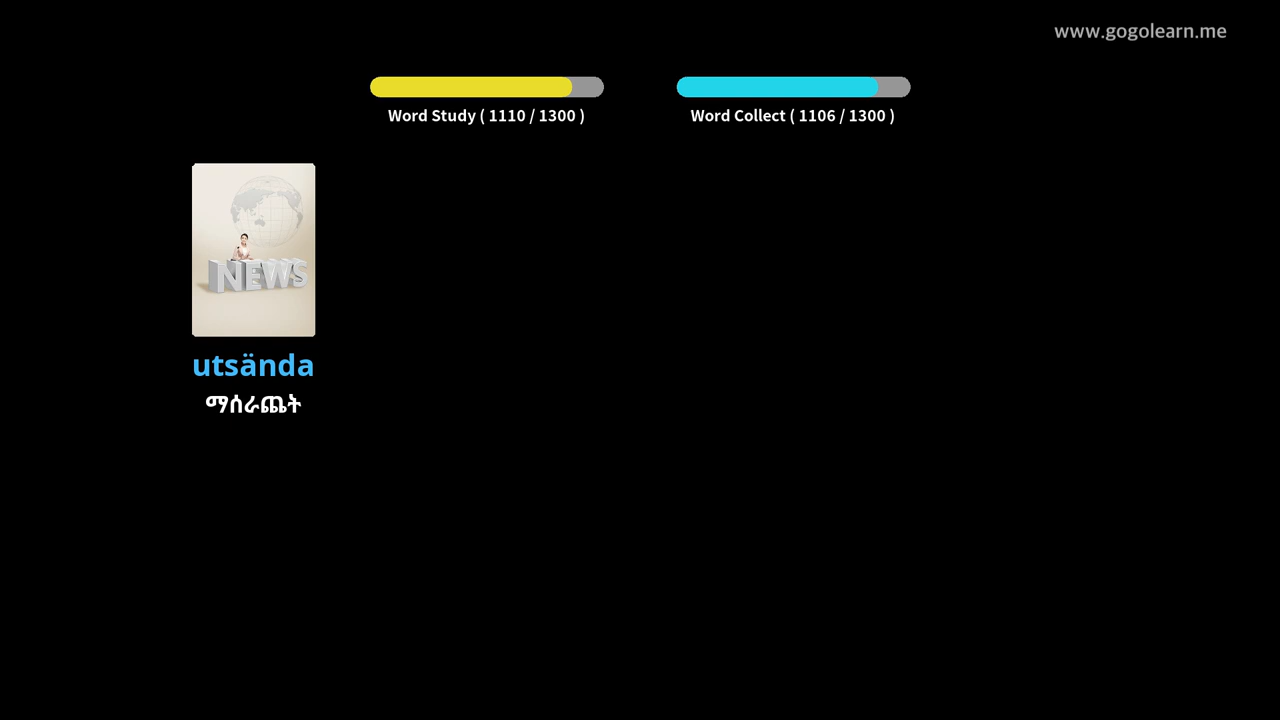 www.gogolearn.me
Word Study ( 1110 / 1300 )
Word Collect ( 1106 / 1300 )
NEWS
utsända
ማሰራጨት